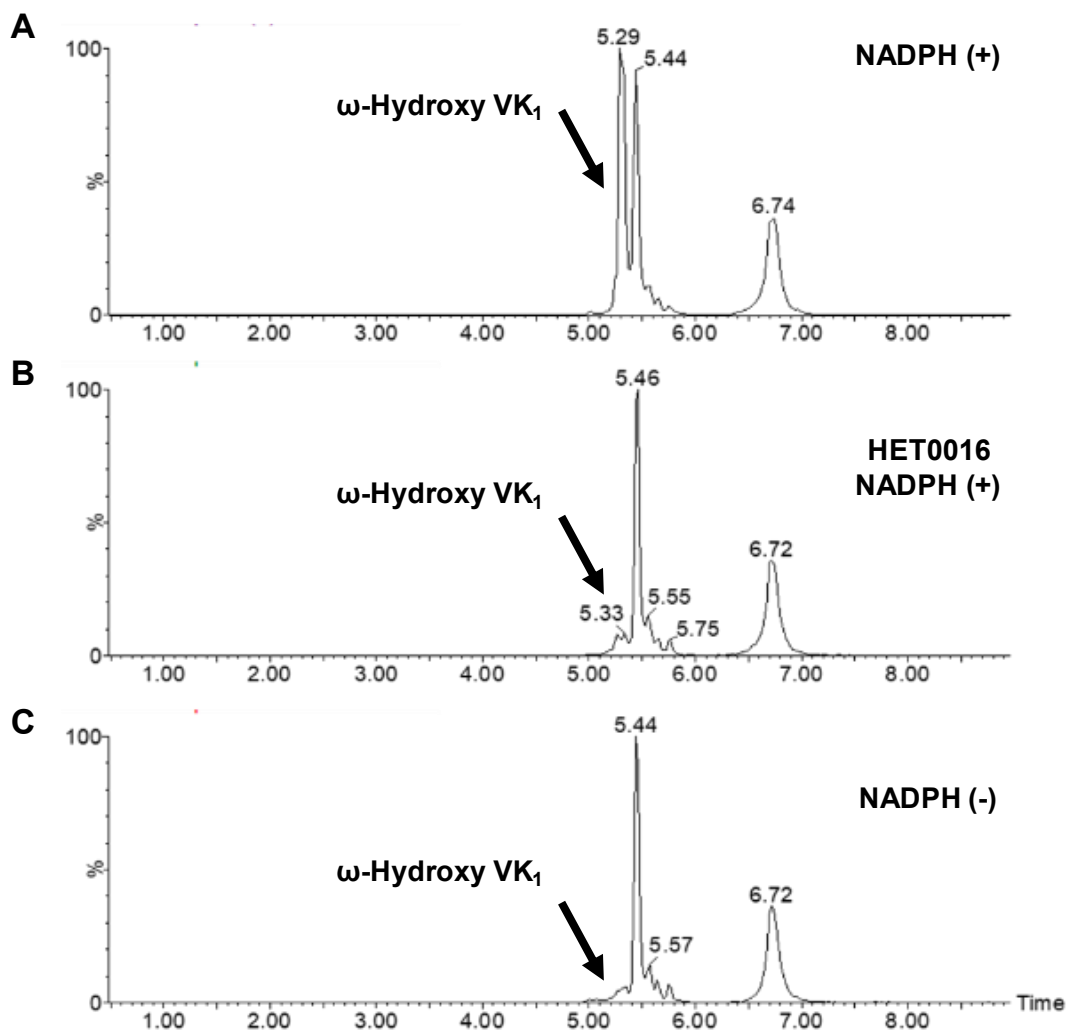 A
5.29
100
5.44
NADPH (+)
ω-Hydroxy VK₁
%
6.74
0
1.00 2.00 3.00 4.00 5.00 6.00 7.00 8.00
B
5.46
100
HET0016
NADPH (+)
ω-Hydroxy VK₁
%
6.72
5.33 5.55
5.75
0
1.00 2.00 3.00 4.00 5.00 6.00 7.00 8.00
C
5.44
100
NADPH (-)
ω-Hydroxy VK₁
%
6.72
5.57
0
Time
1.00 2.00 3.00 4.00 5.00 6.00 7.00 8.00